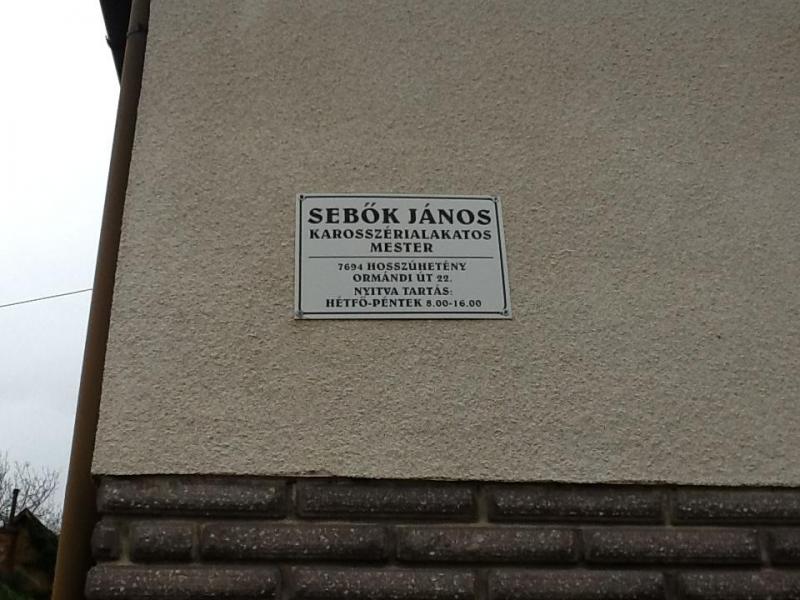 SEBŐK JÁNOS
KAROSSZÉRIALAKATOS
MESTER
7694 HOSSZÚHETÉNY
ORMÁNDI ÚT 22.
NYITVA TARTÁS:
HÉTFŐ-PÉNTEK 8.00-16.00